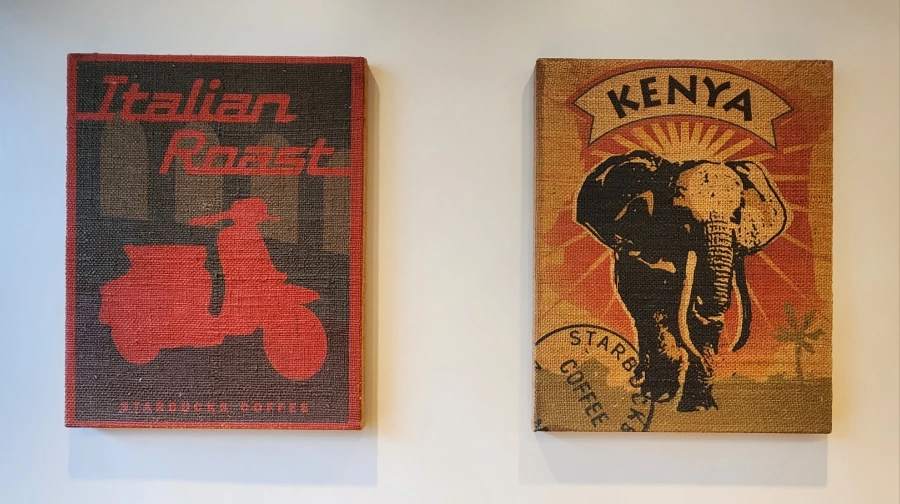 Italian
Roast
STARBUCKS COFFEE
KENYA
STARBUCKS
COFFEE